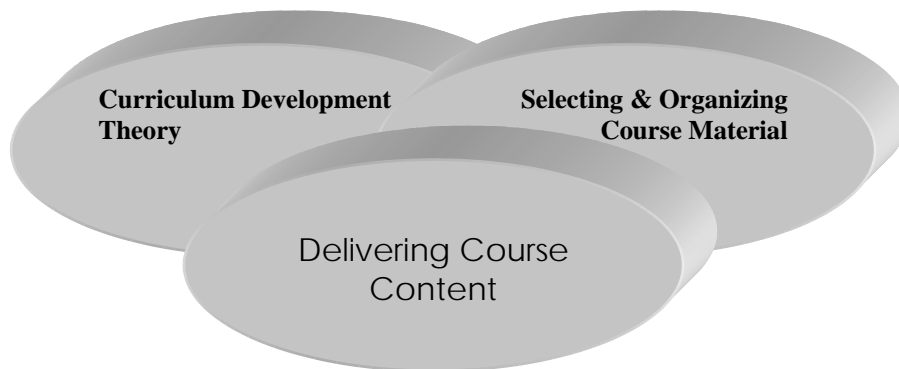 Curriculum Development
Theory
Selecting & Organizing
Course Material
Delivering Course
Content